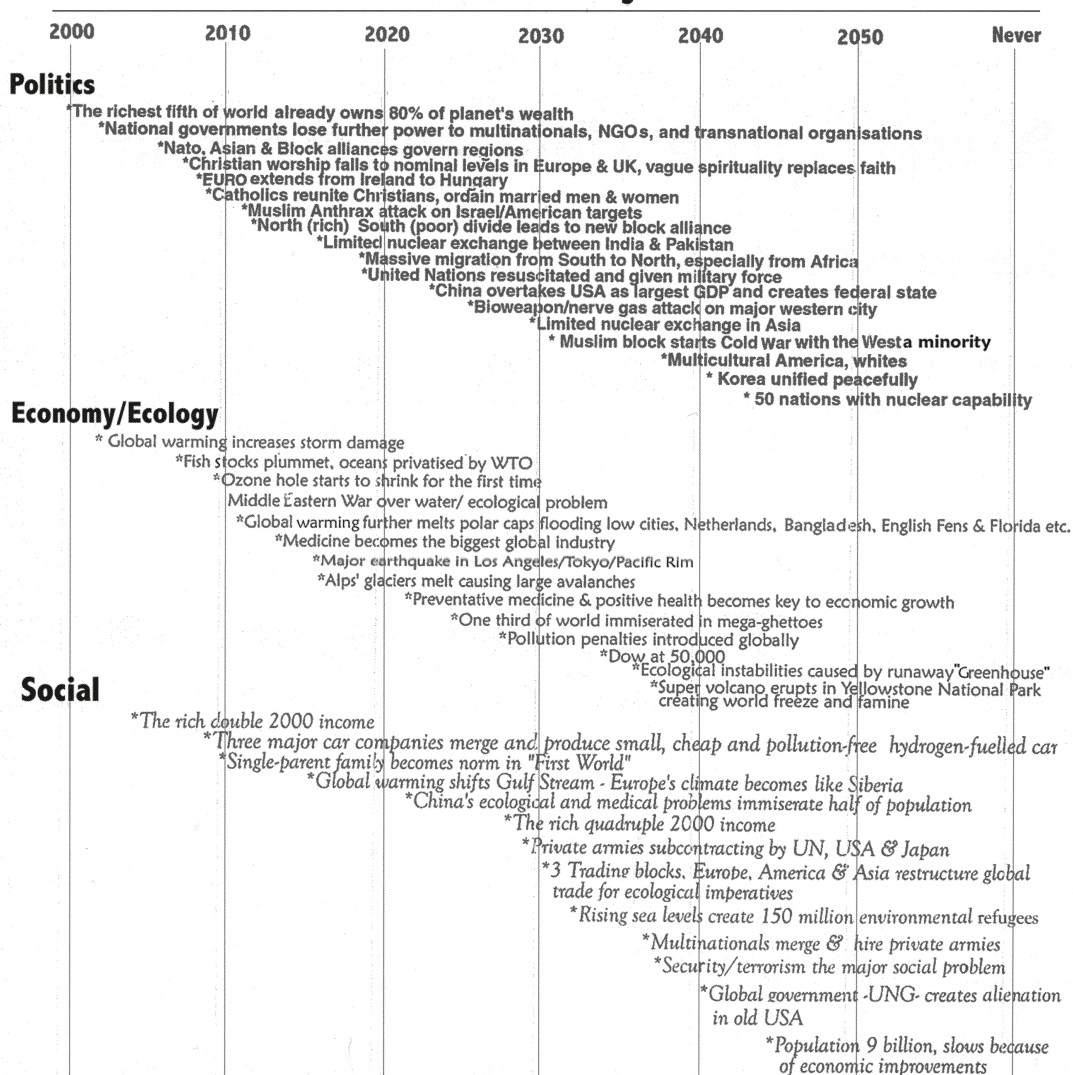 2000 2010 2020 2030 2040 2050 Never
Politics
*The richest fifth of world already owns 80% of planet's wealth
*National governments lose further power to multinationals, NGOs, and transnational organisations
*Nato, Asian & Block alliances govern regions
*Christian worship falls to nominal levels in Europe & UK, vague spirituality replaces faith
*EURO extends from Ireland to Hungary
*Catholics reunite Christians, ordain married men & women
*Muslim Anthrax attack on Israel/American targets
*North (rich) South (poor) divide leads to new block alliance
*Limited nuclear exchange between India & Pakistan
*Massive migration from South to North, especially from Africa
*United Nations resuscitated and given military force
*China overtakes USA as largest GDP and creates federal state
*Bioweapon/nerve gas attack on major western city
*Limited nuclear exchange in Asia
* Muslim block starts Cold War with the West a minority
*Multicultural America, whites
* Korea unified peacefully
* 50 nations with nuclear capability
Economy/Ecology
* Global warming increases storm damage
*Fish stocks plummet, oceans privatised by WTO
*Ozone hole starts to shrink for the first time
Middle Eastern War over water/ ecological problem
*Global warming further melts polar caps flooding low cities, Netherlands, Bangladesh, English Fens & Florida etc.
*Medicine becomes the biggest global industry
*Major earthquake in Los Angeles/Tokyo/Pacific Rim
*Alps' glaciers melt causing large avalanches
*Preventative medicine & positive health becomes key to economic growth
*One third of world immiserated in mega-ghettoes
*Pollution penalties introduced globally
*Dow at 50,000
*Ecological instabilities caused by runaway "Greenhouse"
*Super volcano erupts in Yellowstone National Park
creating world freeze and famine
Social
*The rich double 2000 income
*Three major car companies merge and produce small, cheap and pollution-free hydrogen-fuelled car
*Single-parent family becomes norm in "First World"
*Global warming shifts Gulf Stream - Europe's climate becomes like Siberia
*China's ecological and medical problems immiserate half of population
*The rich quadruple 2000 income
*Private armies subcontracting by UN, USA & Japan
*3 Trading blocks, Europe, America & Asia restructure global
trade for ecological imperatives
*Rising sea levels create 150 million environmental refugees
*Multinationals merge & hire private armies
*Security/terrorism the major social problem
*Global government -UNG- creates alienation
in old USA
*Population 9 billion, slows because
of economic improvements